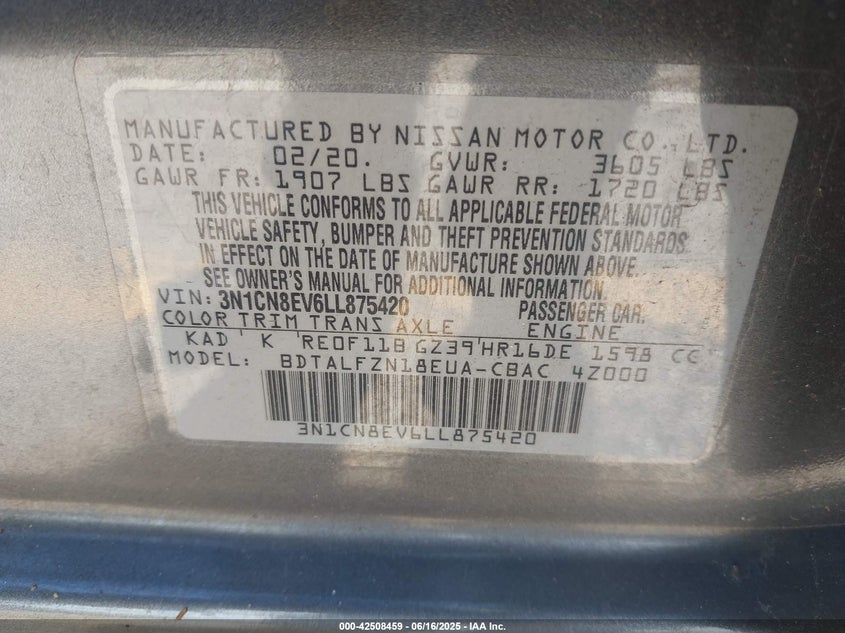 MANUFACTURED BY NISSAN MOTOR CO., LTD.
DATE: 02/20. GVWR: 3605 LBS
GAWR FR: 1907 LBS GAWR RR: 1720 LBS
THIS VEHICLE CONFORMS TO ALL APPLICABLE FEDERAL MOTOR
VEHICLE SAFETY, BUMPER AND THEFT PREVENTION STANDARDS
IN EFFECT ON THE DATE OF MANUFACTURE SHOWN ABOVE.
SEE OWNER'S MANUAL FOR ADDITIONAL INFORMATION.
VIN: 3N1CN8EV6LL875420 PASSENGER CAR.
COLOR TRIM TRANS AXLE ENGINE
KAD' K 'RE0F11B GZ39'HR16DE 1598 CC
MODEL: BDTALFZN18EUA-CBAC 4Z000
3N1CN8EV6LL875420
000-42508459 - 06/16/2025 - IAA Inc.